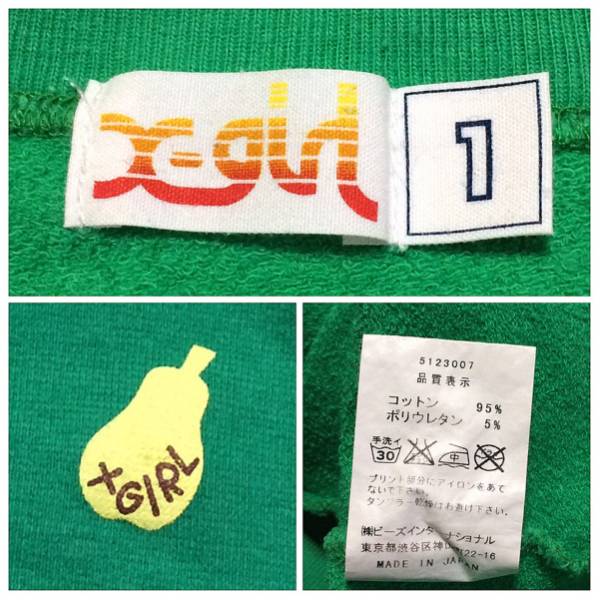 X-girl
1
X GIRL
5123007
品質表示
コットン 95%
ポリウレタン 5%
手洗イ
30 中
プリント部分にアイロンをあて
ないで下さい。
タンブラー乾燥はお避け下さい。
㈱ビーズインターナショナル
東京都渋谷区神 22-16
MADE IN JAPAN